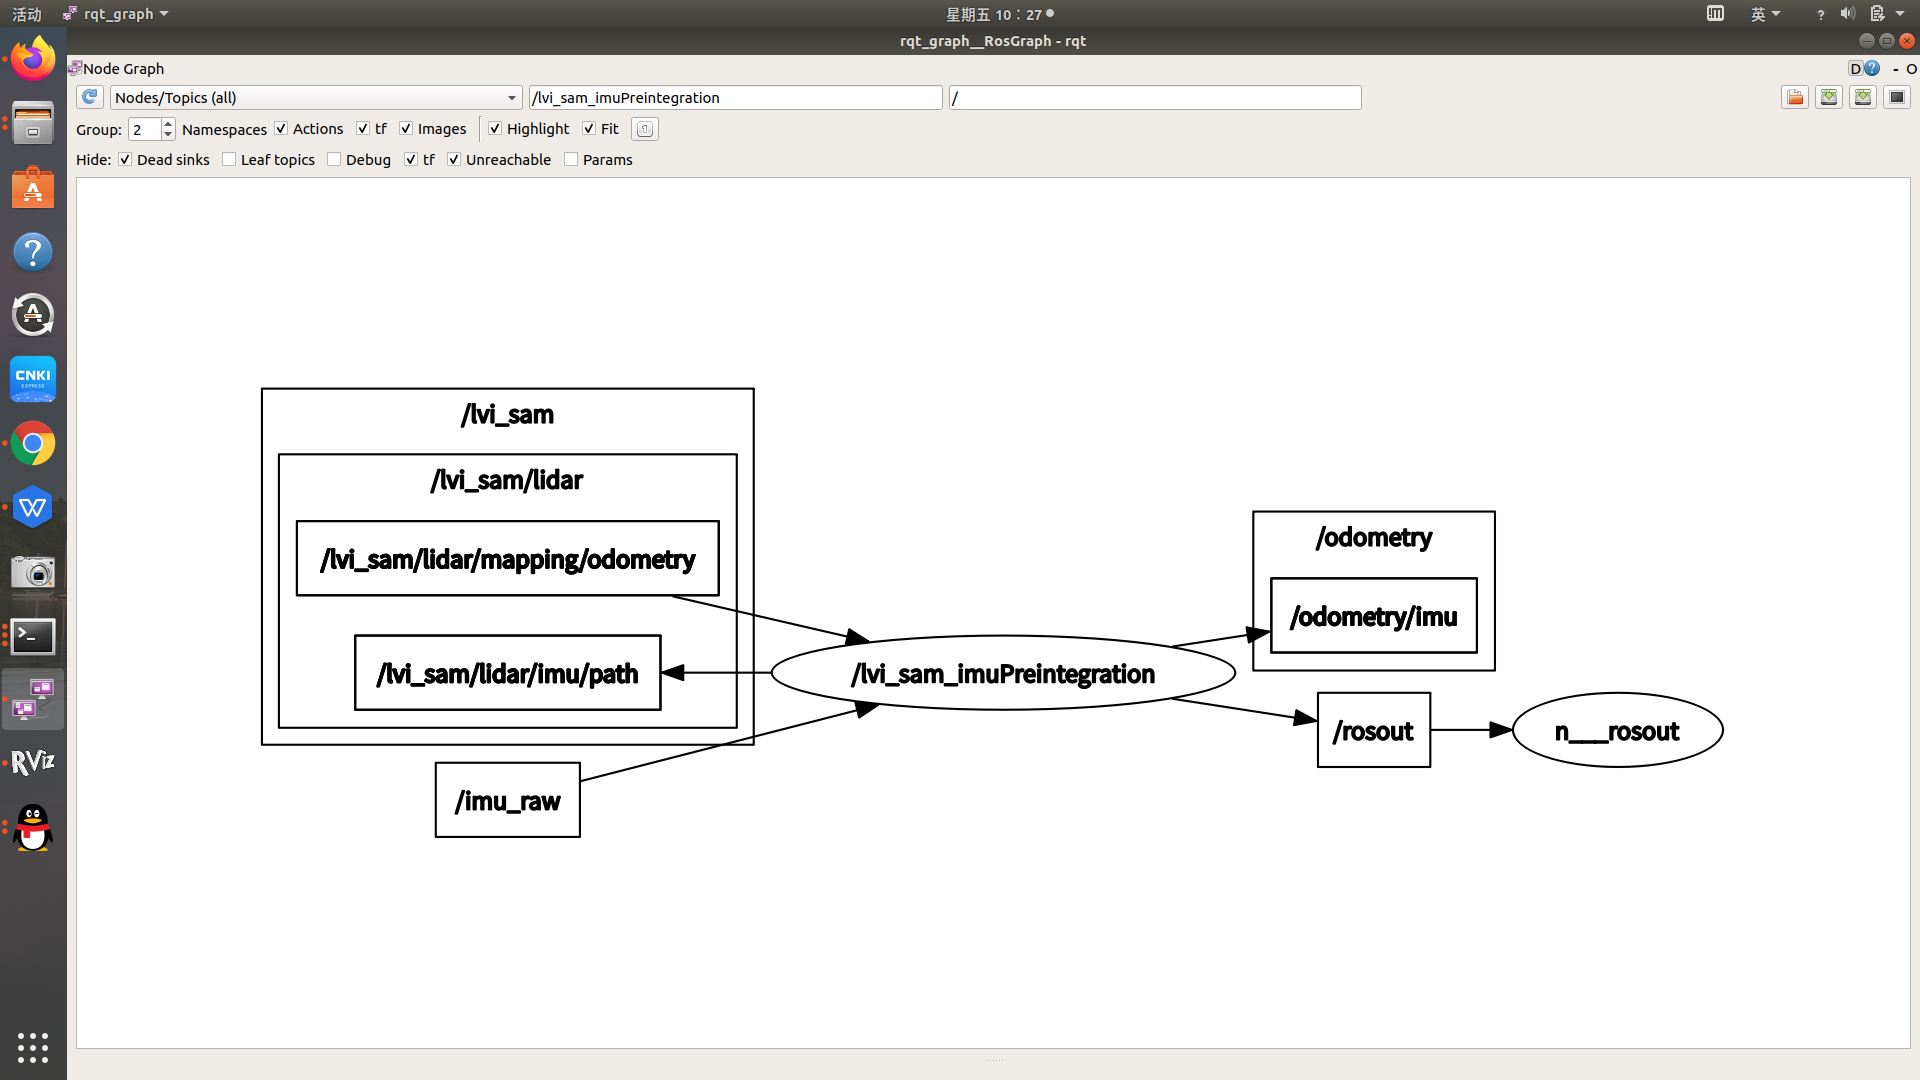 活动
rqt_graph
星期五 10：27
英
?
rqt_graph__RosGraph - rqt
Node Graph
D
?
- O
Nodes/Topics (all)
/lvi_sam_imuPreintegration
/
Group: 2 Namespaces Actions tf Images Highlight Fit
Hide: Dead sinks Leaf topics Debug tf Unreachable Params
CNKI
EXPRESS
RViz
/lvi_sam
/lvi_sam/lidar
/lvi_sam/lidar/mapping/odometry
/lvi_sam/lidar/imu/path
/imu_raw
/lvi_sam_imuPreintegration
/odometry
/odometry/imu
/rosout
n___rosout